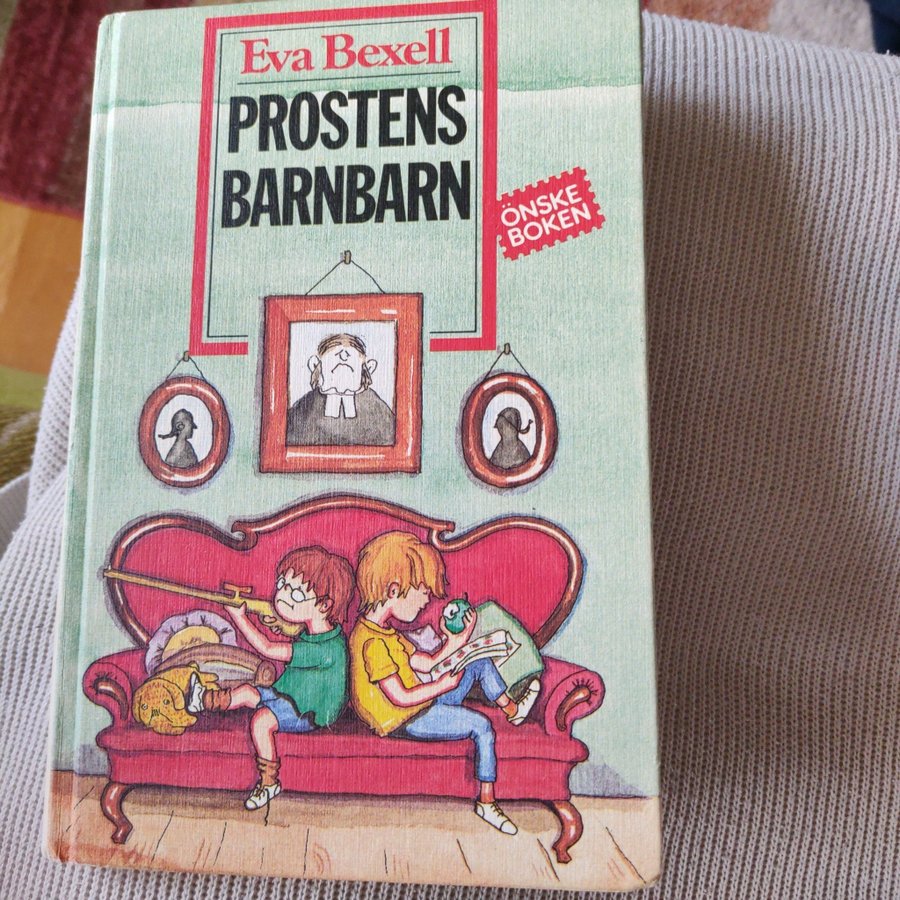 Eva Bexell
PROSTENS
BARNBARN
ÖNSKE
BOKEN